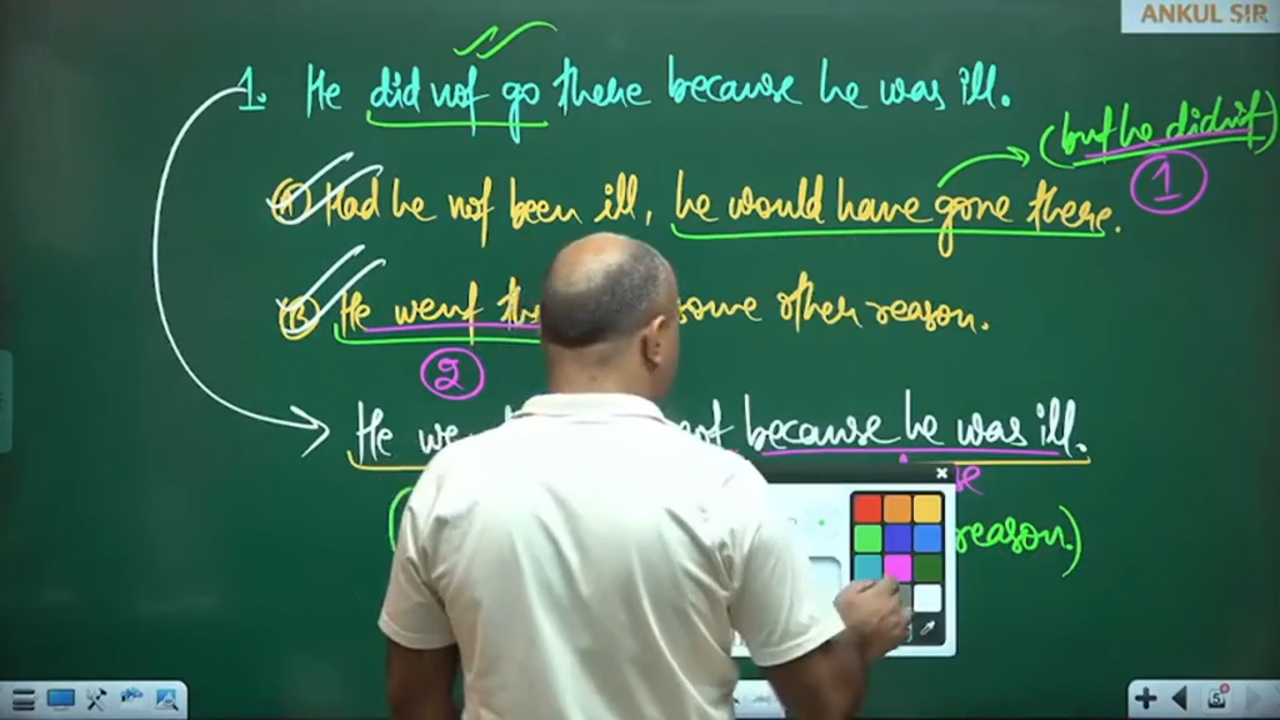 ANKUL SIR
1. He did not go there because he was ill.
(but he didn't)
1
(A) Had he not been ill, he would have gone there.
(B) He went some other reason.
2
He not because he was ill.
reason.)
5